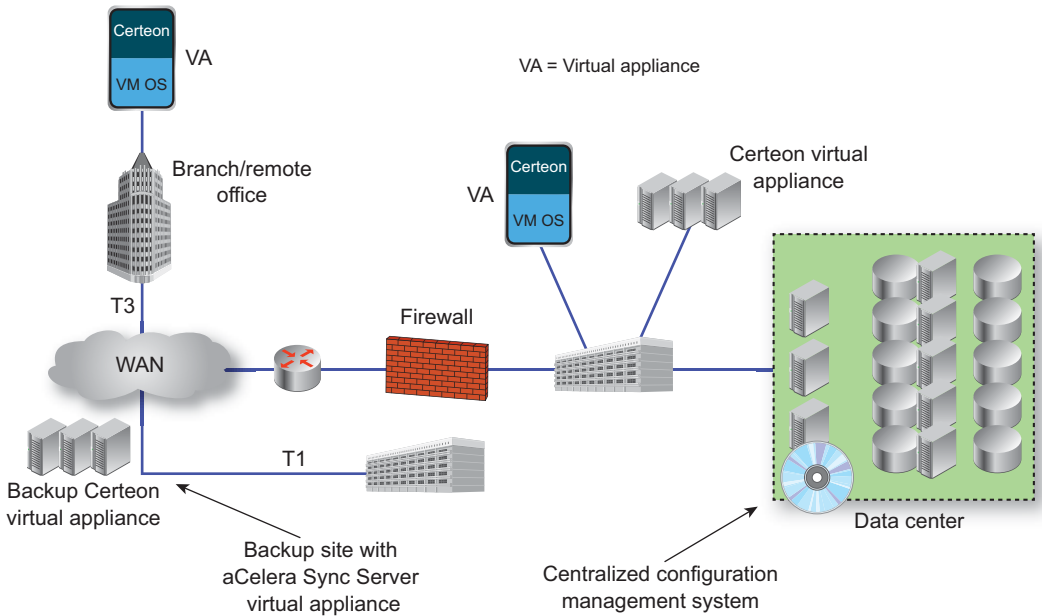 Certeon
VM OS
VA
VA = Virtual appliance
Branch/remote
office
Certeon
VM OS
VA
Certeon virtual
appliance
T3
WAN
Firewall
T1
Backup Certeon
virtual appliance
Data center
Backup site with
aCelera Sync Server
virtual appliance
Centralized configuration
management system